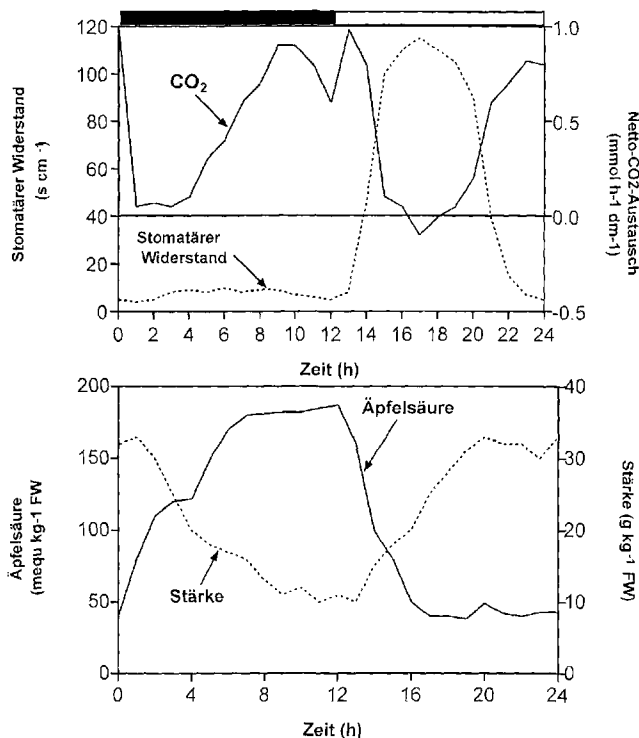 120
100
80
60
40
20
0
1.0
0.5
0.0
-0.5
CO2
Stomatärer
Widerstand
0 2 4 6 8 10 12 14 16 18 20 22 24
Zeit (h)
Stomatärer Widerstand
(s cm -1)
Netto-CO2-Austausch
(mmol h-1 dm-1)
200
150
100
50
0
40
30
20
10
0
Äpfelsäure
Stärke
0 4 8 12 16 20 24
Zeit (h)
Äpfelsäure
(mequ kg-1 FW)
Stärke (g kg-1 FW)